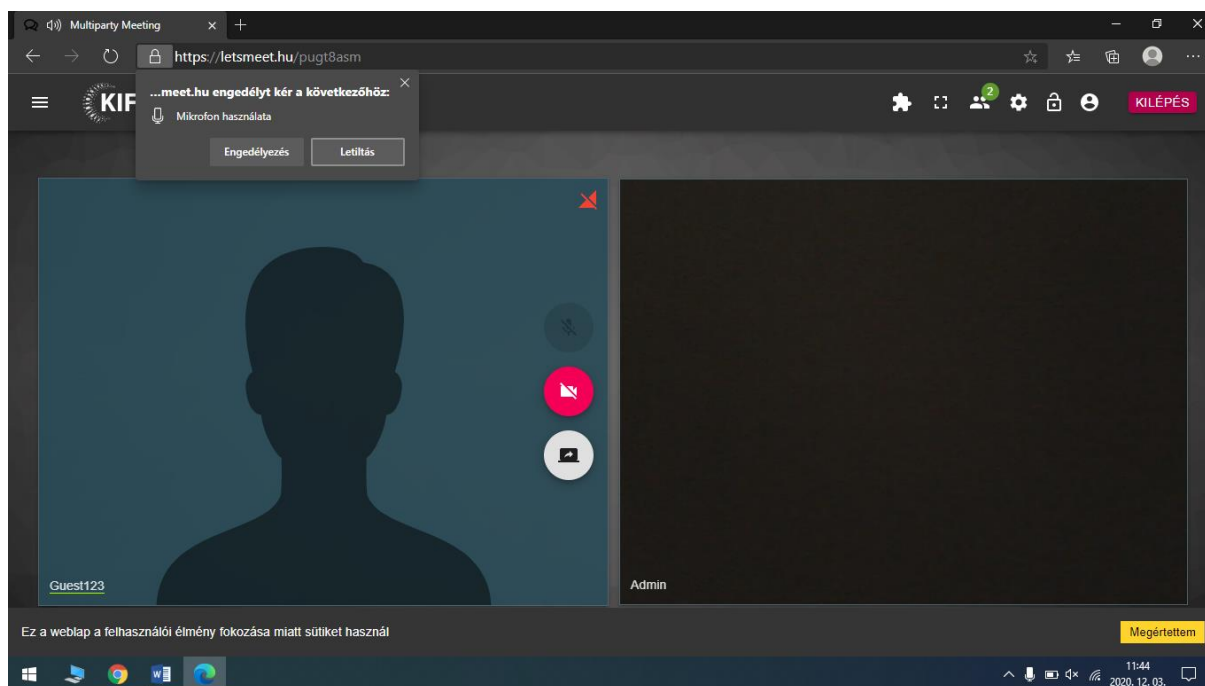 Multiparty Meeting
https://letsmeet.hu/pugt8asm
...meet.hu engedélyt kér a következőhöz:
Mikrofon használata
Engedélyezés Letiltás
KIF
2
KILÉPÉS
Guest123
Admin
Ez a weblap a felhasználói élmény fokozása miatt sütiket használ
Megértettem
11:44
2020. 12. 03.